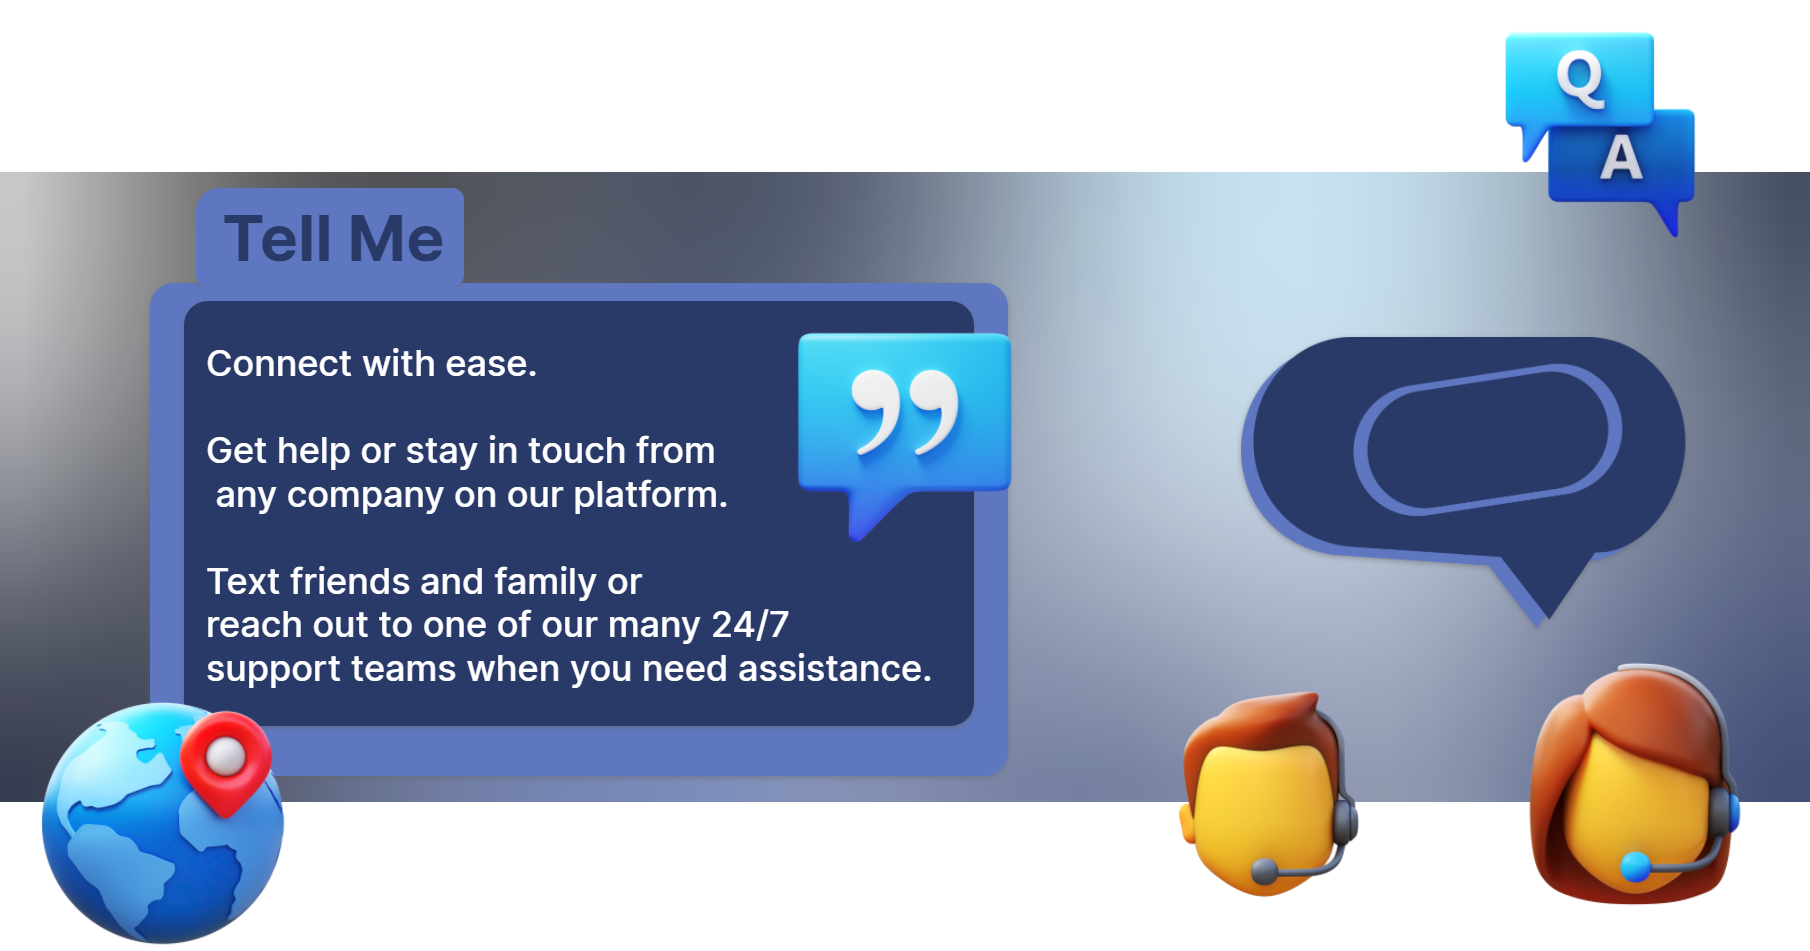 Q
A
Tell Me
Connect with ease.
Get help or stay in touch from
any company on our platform.
Text friends and family or
reach out to one of our many 24/7
support teams when you need assistance.